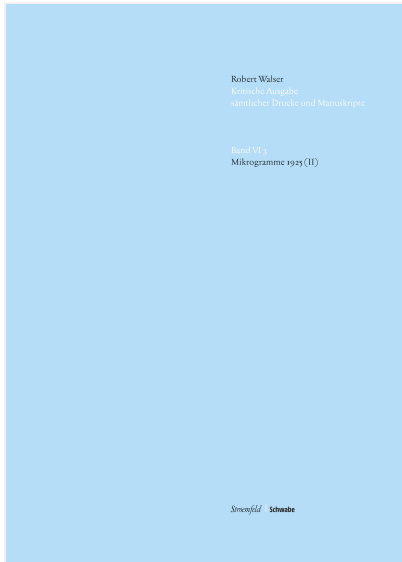 Robert Walser
Kritische Ausgabe
sämtlicher Drucke und Manuskripte
Band VI 3
Mikrogramme 1925 (II)
Stroemfeld Schwabe